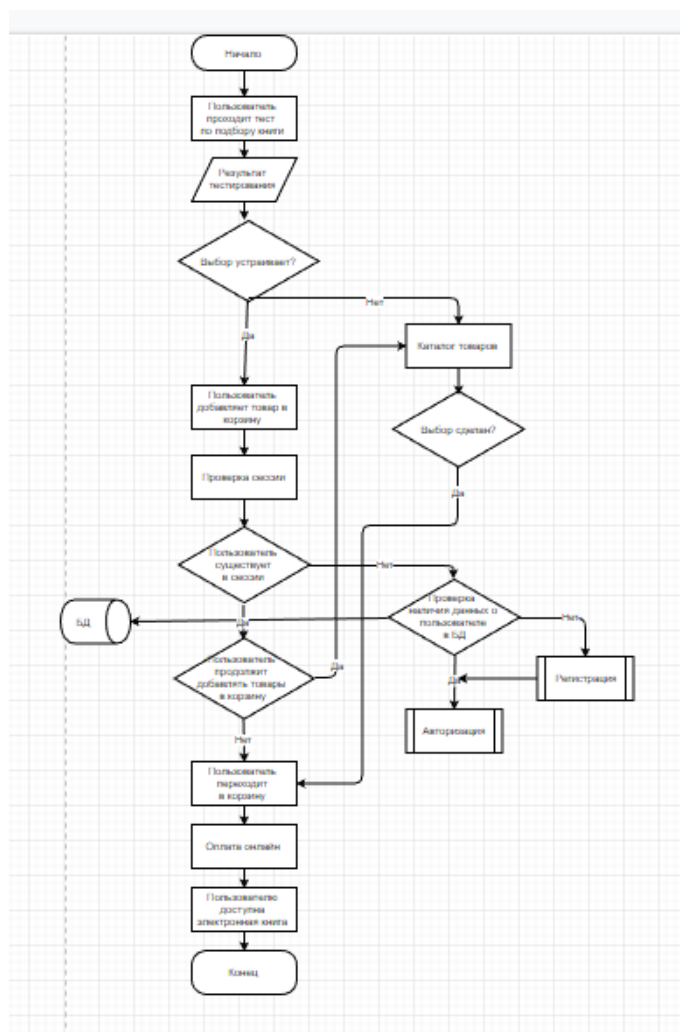 Начало
Пользователь
проходит тест
по подбору книги
Результат
тестирования
Выбор устраивает?
Нет
Да
Каталог товаров
Пользователь
добавляет товар в
корзину
Выбор сделан?
Проверка сессии
Да
Пользователь
существует
в сессии
Нет
Проверка
наличия данных о
пользователе
в БД
Нет
БД
Да
Пользователь
продолжит
добавлять товары
в корзину
Да
Да
Регистрация
Авторизация
Нет
Пользователь
переходит
в корзину
Оплата онлайн
Пользователю
доступна
электронная книга
Конец